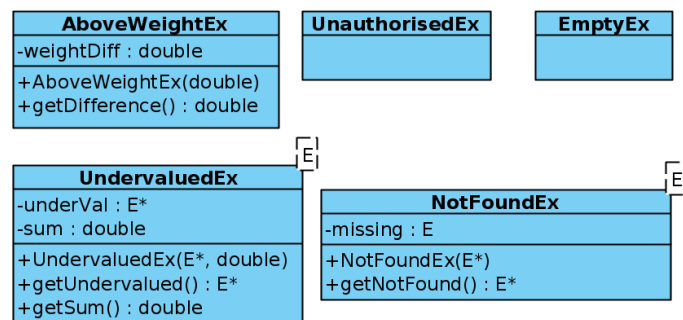 AboveWeightEx
-weightDiff : double
+AboveWeightEx(double)
+getDifference() : double
UnauthorisedEx
EmptyEx
E
UndervaluedEx
-underVal : E*
-sum : double
+UndervaluedEx(E*, double)
+getUndervalued() : E*
+getSum() : double
E
NotFoundEx
-missing : E
+NotFoundEx(E*)
+getNotFound() : E*